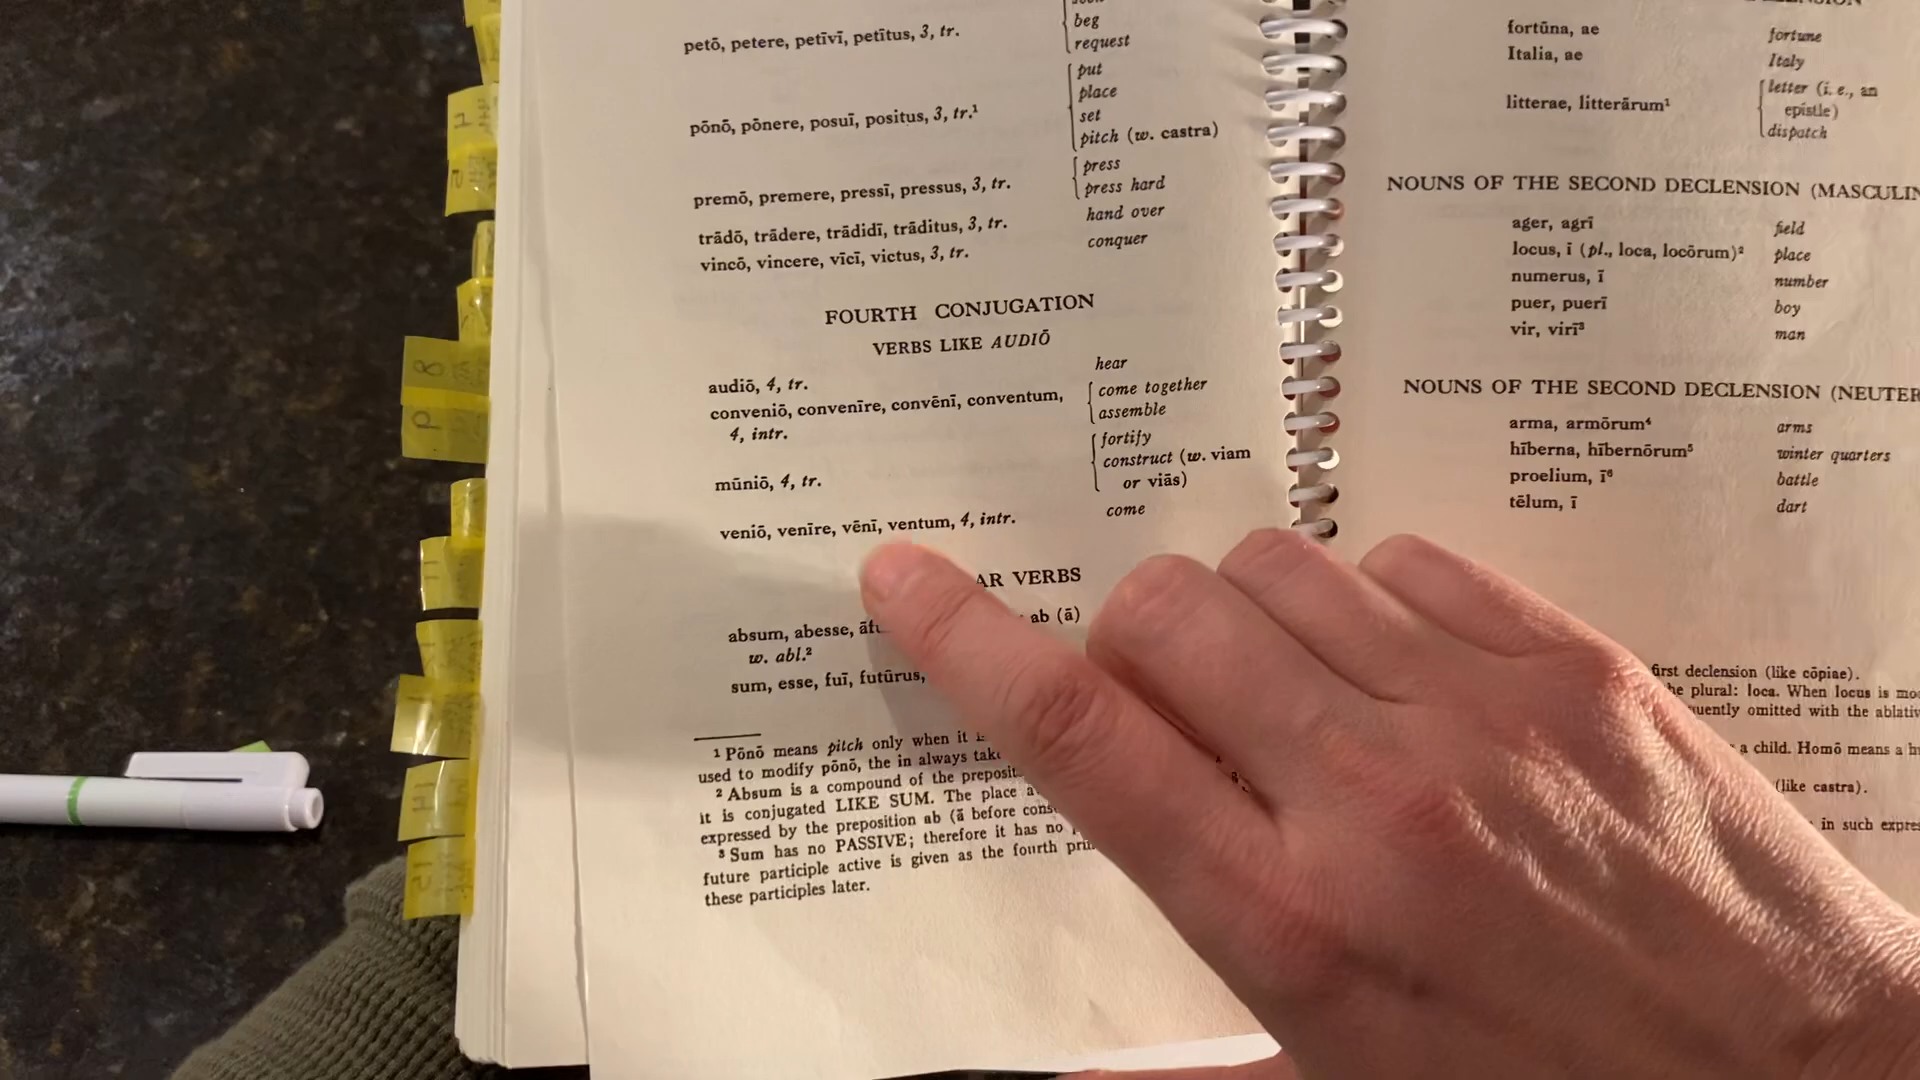 beg
petō, petere, petīvī, petītus, 3, tr.
request
put
place
pōnō, pōnere, posuī, positus, 3, tr.¹
set
pitch (w. castra)
press
premō, premere, pressī, pressus, 3, tr.
press hard
trādō, trādere, trādidī, trāditus, 3, tr.
hand over
vincō, vincere, vīcī, victus, 3, tr.
conquer
FOURTH CONJUGATION
VERBS LIKE AUDIŌ
audiō, 4, tr.
hear
conveniō, convenīre, convēnī, conventum,
4, intr.
come together
assemble
mūniō, 4, tr.
fortify
construct (w. viam
or viās)
veniō, venīre, vēnī, ventum, 4, intr.
come
VERBS
absum, abesse, ab (ā)
w. abl.²
sum, esse, fuī, futūrus,
¹ Pōnō means pitch only when it
used to modify pōnō, the in always
² Absum is a compound of the
it is conjugated LIKE SUM. The place
expressed by the preposition ab (ā before
³ Sum has no PASSIVE; therefore it has no
future participle active is given as the fourth
these participles later.
fortūna, ae
fortune
Italia, ae
Italy
litterae, litterārum¹
letter (i. e., an
epistle)
dispatch
NOUNS OF THE SECOND DECLENSION
ager, agrī
field
locus, ī (pl., loca, locōrum)²
place
numerus, ī
number
puer, puerī
boy
vir, virī³
man
NOUNS OF THE SECOND DECLENSION (NEUTER
arma, armōrum⁴
arms
hīberna, hībernōrum⁵
winter quarters
proelium, ī⁶
battle
tēlum, ī
dart
first declension (like cōpiae).
the plural: loca. When locus is
omitted with the
a child. Homō means a
(like castra).
in such